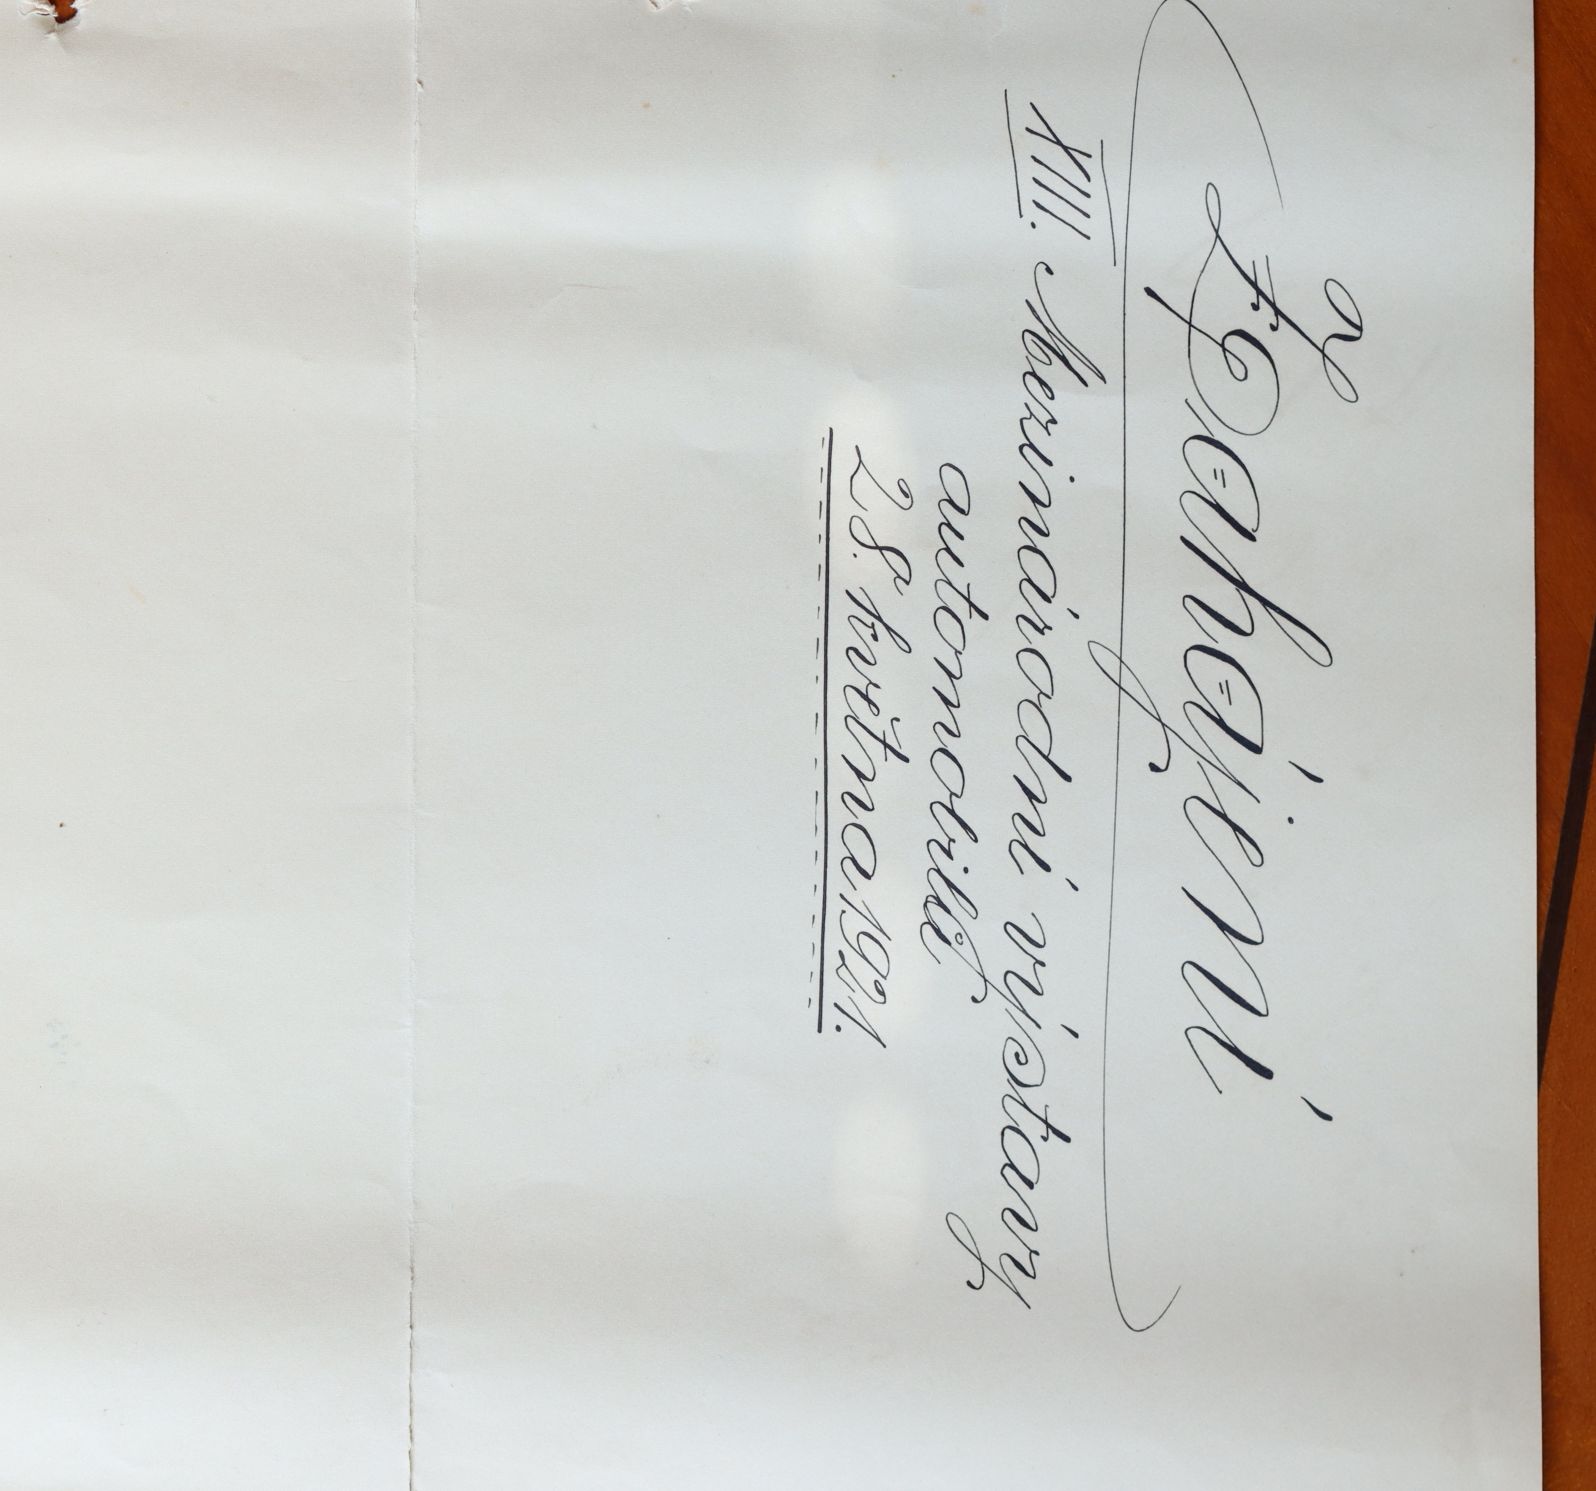 Zahájení
XIII. Mezinárodní výstavy
automobilů
28. května 1921.